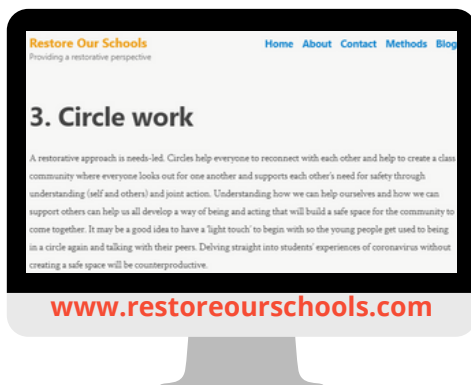 Restore Our Schools
Home About Contact Methods Blog
Providing a restorative perspective
3. Circle work
A restorative approach is needs-led. Circles help everyone to reconnect with each other and help to create a class
community where everyone looks out for one another and supports each other's need for safety through
understanding (self and others) and joint action. Understanding how we can help ourselves and how we can
support others can help us all develop a way of being and acting that will build a safe space for the community to
come together. It may be a good idea to have a 'light touch' to begin with so the young people get used to being
in a circle again and talking with their peers. Delving straight into students' experiences of coronavirus without
creating a safe space will be counterproductive.
www.restoreourschools.com